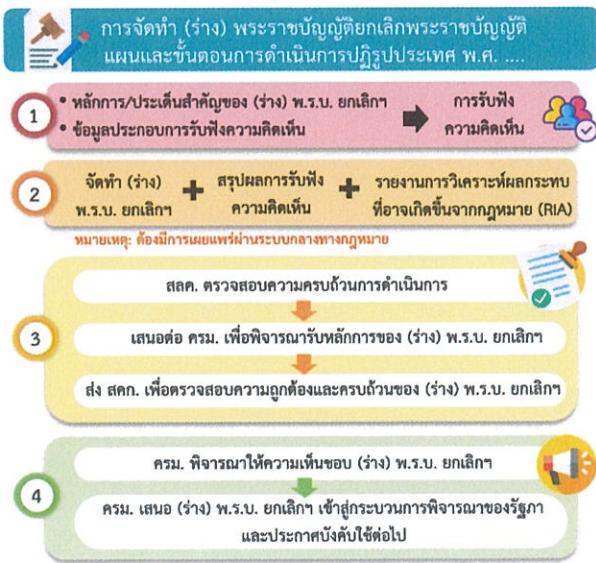 การจัดทำ (ร่าง) พระราชบัญญัติยกเลิกพระราชบัญญัติ
แผนและขั้นตอนการดำเนินการปฏิรูปประเทศ พ.ศ. ....
1
• หลักการ/ประเด็นสำคัญของ (ร่าง) พ.ร.บ. ยกเลิกฯ
• ข้อมูลประกอบการรับฟังความคิดเห็น
การรับฟัง
ความคิดเห็น
2
จัดทำ (ร่าง)
พ.ร.บ. ยกเลิกฯ
+
สรุปผลการรับฟัง
ความคิดเห็น
+
รายงานการวิเคราะห์ผลกระทบ
ที่อาจเกิดขึ้นจากกฎหมาย (RIA)
หมายเหตุ: ต้องมีการเผยแพร่ผ่านระบบกลางทางกฎหมาย
3
สลค. ตรวจสอบความครบถ้วนการดำเนินการ
เสนอต่อ ครม. เพื่อพิจารณารับหลักการของ (ร่าง) พ.ร.บ. ยกเลิกฯ
ส่ง สคก. เพื่อตรวจสอบความถูกต้องและครบถ้วนของ (ร่าง) พ.ร.บ. ยกเลิกฯ
4
ครม. พิจารณาให้ความเห็นชอบ (ร่าง) พ.ร.บ. ยกเลิกฯ
ครม. เสนอ (ร่าง) พ.ร.บ. ยกเลิกฯ เข้าสู่กระบวนการพิจารณาของรัฐภา
และประกาศบังคับใช้ต่อไป